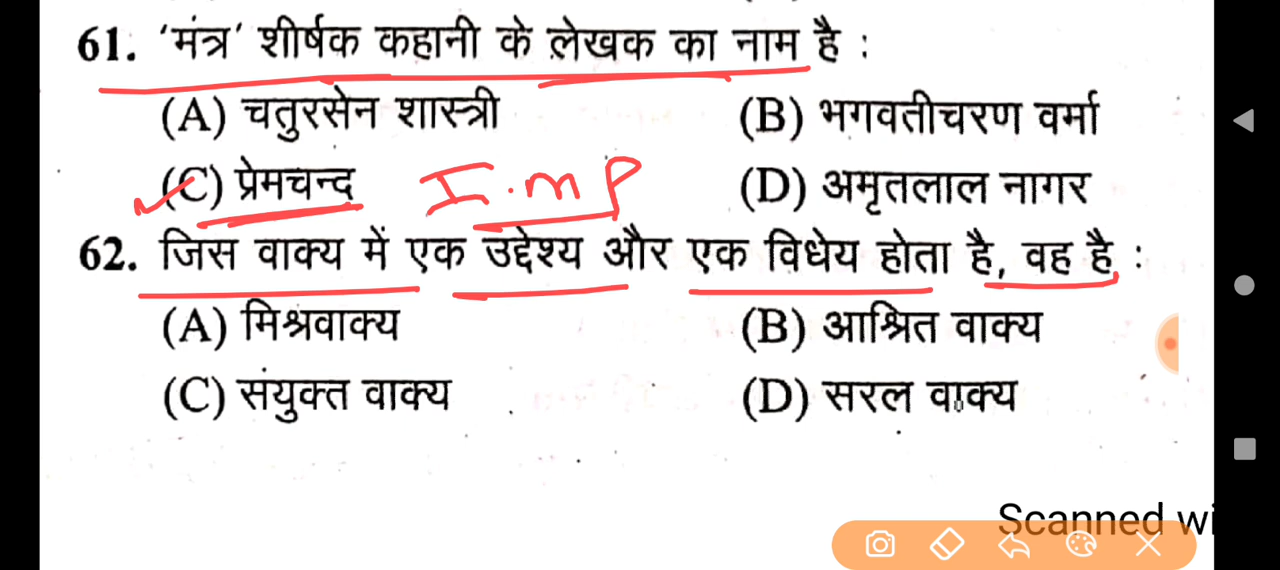 61. 'मंत्र' शीर्षक कहानी के लेखक का नाम है :
(A) चतुरसेन शास्त्री (B) भगवतीचरण वर्मा
(C) प्रेमचन्द I.mp (D) अमृतलाल नागर
62. जिस वाक्य में एक उद्देश्य और एक विधेय होता है, वह है :
(A) मिश्रवाक्य (B) आश्रित वाक्य
(C) संयुक्त वाक्य (D) सरल वाक्य
Scanned wi